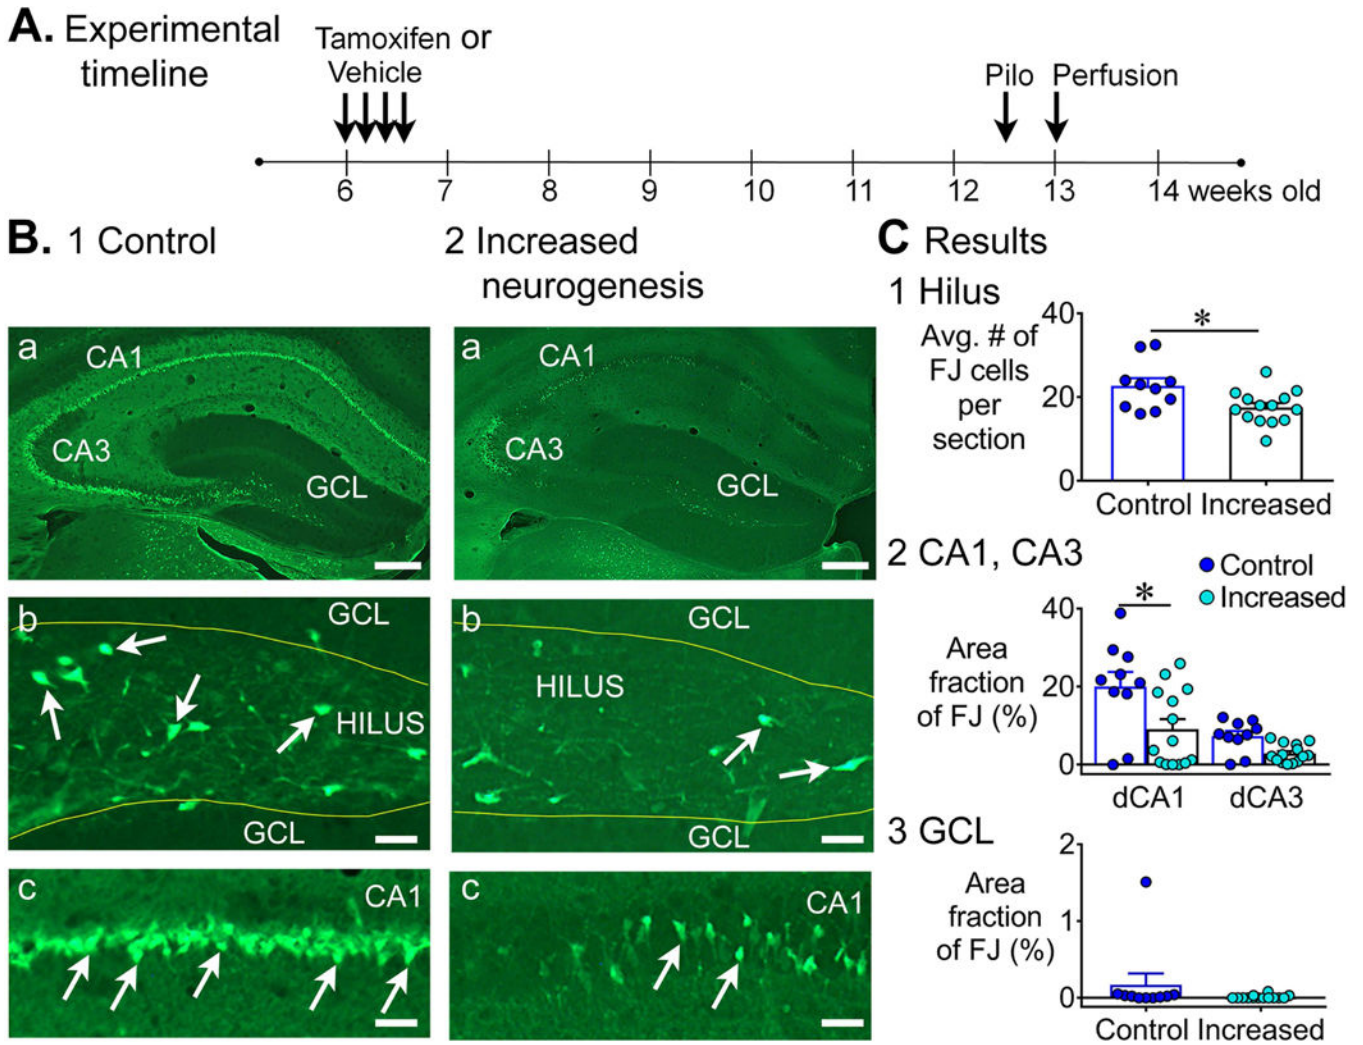 A. Experimental
timeline
Tamoxifen or
Vehicle
Pilo
Perfusion
6
7
8
9
10
11
12
13
14 weeks old
B. 1 Control
2 Increased
neurogenesis
a
CA1
CA3
GCL
a
CA1
CA3
GCL
b
GCL
HILUS
GCL
b
GCL
HILUS
GCL
c
CA1
c
CA1
C Results
1 Hilus
Avg. # of
FJ cells
per
section
40
20
0
*
Control Increased
2 CA1, CA3
Control
Increased
Area
fraction
of FJ (%)
40
20
0
*
dCA1 dCA3
3 GCL
Area
fraction
of FJ (%)
2
1
0
Control Increased